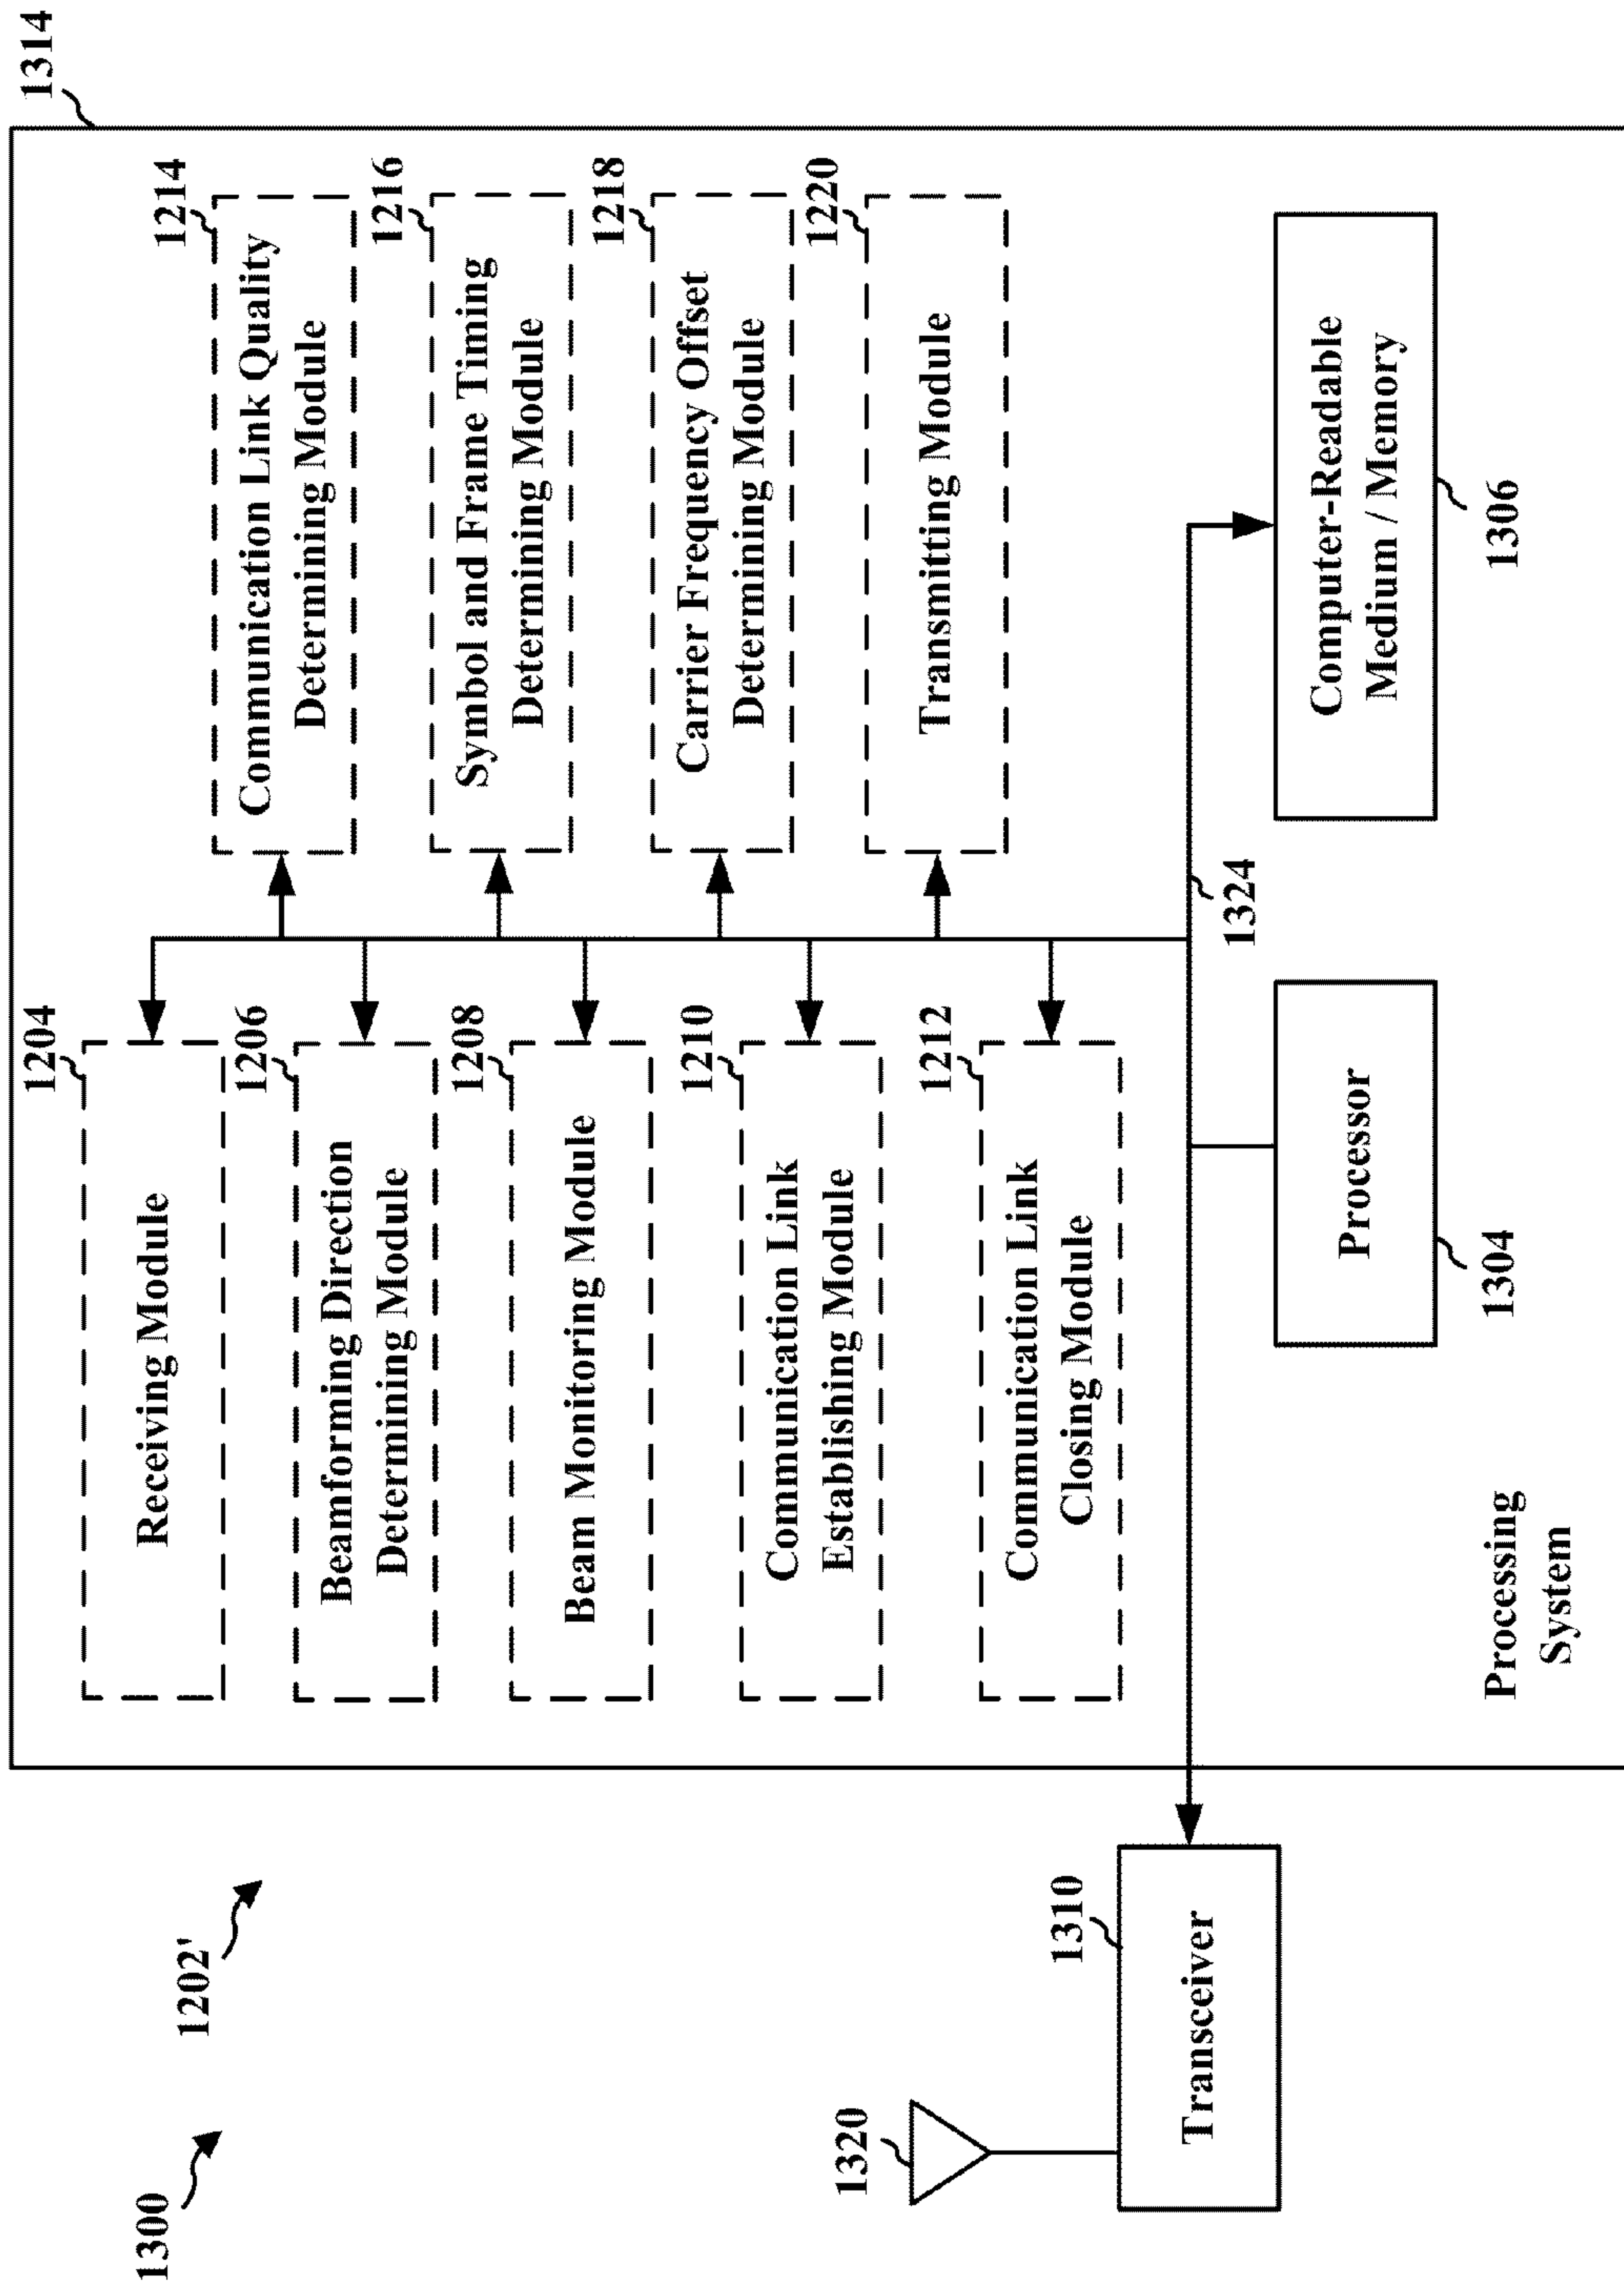 1300
1202'
1314
1204
Receiving Module
1206
Beamforming Direction
Determining Module
1208
Beam Monitoring Module
1210
Communication Link
Establishing Module
1212
Communication Link
Closing Module
1214
Communication Link Quality
Determining Module
1216
Symbol and Frame Timing
Determining Module
1218
Carrier Frequency Offset
Determining Module
1220
Transmitting Module
1320
1310
Transceiver
1324
Processor
1304
Computer-Readable
Medium / Memory
1306
Processing
System